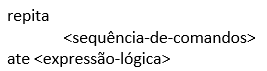 repita
<sequência-de-comandos>
ate <expressão-lógica>